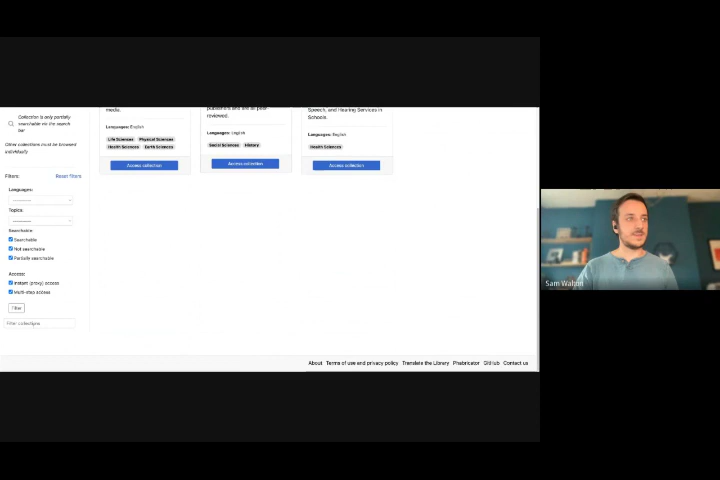 Collection is only partially
searchable via the search
bar
Other collections must be browsed
individually
Filters:
Reset filters
Languages:
---------
Topics:
---------
Searchable:
Searchable
Not searchable
Partially searchable
Access:
Instant (proxy) access
Multi-step access
Filter
Filter collections
media.
Languages: English
Life Sciences
Physical Sciences
Health Sciences
Earth Sciences
Access collection
publishers and are all peer-
reviewed.
Languages: English
Social Sciences
History
Access collection
Speech, and Hearing Services in
Schools.
Languages: English
Health Sciences
Access collection
About
Terms of use and privacy policy
Translate the Library
Phabricator
GitHub
Contact us
Sam Walton